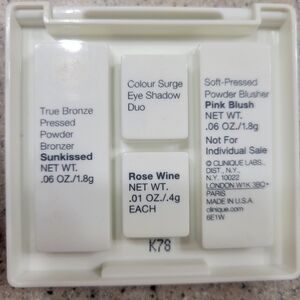 True Bronze
Pressed
Powder
Bronzer
Sunkissed
NET WT.
.06 OZ./1.8g
Colour Surge
Eye Shadow
Duo
Rose Wine
NET WT.
.01 OZ./.4g
EACH
K78
Soft-Pressed
Powder Blusher
Pink Blush
.06 OZ./1.8g
Not For
Individual Sale
© CLINIQUE LABS.,
DIST., N.Y.,
N.Y. 10022
LONDON W1K 3BQ•
PARIS
MADE IN U.S.A.
clinique.com
6E1W